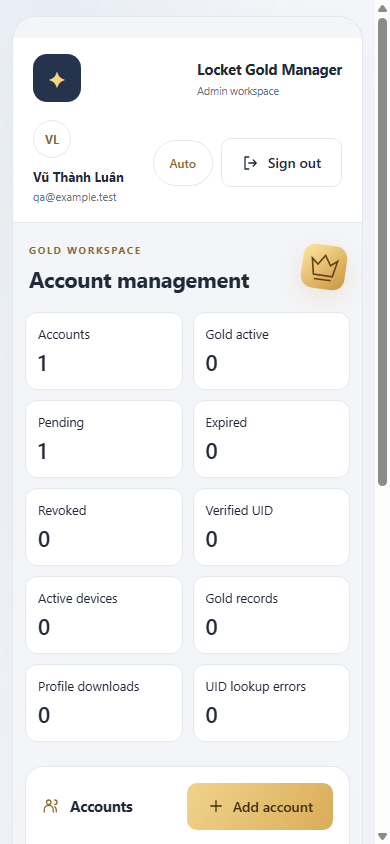 Locket Gold Manager
Admin workspace
VL
Vũ Thành Luân
qa@example.test
Auto
Sign out
GOLD WORKSPACE
Account management
Accounts
1
Gold active
0
Pending
1
Expired
0
Revoked
0
Verified UID
0
Active devices
0
Gold records
0
Profile downloads
0
UID lookup errors
0
Accounts
Add account